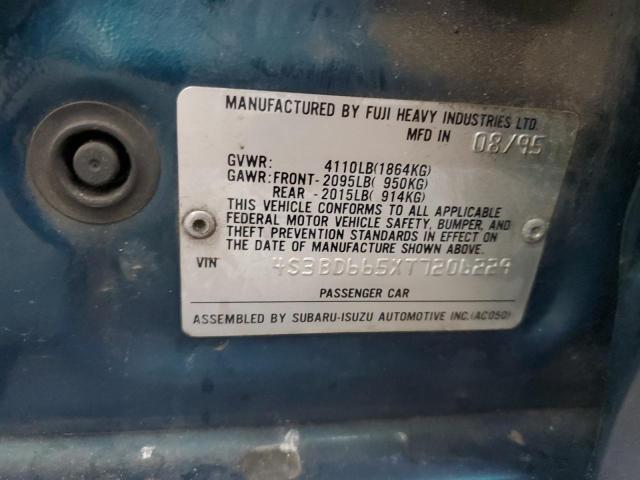 MANUFACTURED BY FUJI HEAVY INDUSTRIES LTD.
MFD IN 08/95
GVWR: 4110LB(1864KG)
GAWR:FRONT-2095LB( 950KG)
REAR -2015LB( 914KG)
THIS VEHICLE CONFORMS TO ALL APPLICABLE
FEDERAL MOTOR VEHICLE SAFETY, BUMPER, AND
THEFT PREVENTION STANDARDS IN EFFECT ON
THE DATE OF MANUFACTURE SHOWN ABOVE.
VIN 4S3BD665XT7206229
PASSENGER CAR
ASSEMBLED BY SUBARU-ISUZU AUTOMOTIVE INC.(AC050)